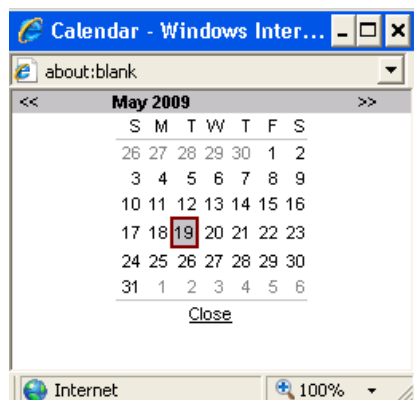 Calendar - Windows Inter...
about:blank
<< May 2009 >>
S M T W T F S
26 27 28 29 30 1 2
3 4 5 6 7 8 9
10 11 12 13 14 15 16
17 18 19 20 21 22 23
24 25 26 27 28 29 30
31 1 2 3 4 5 6
Close
Internet 100%